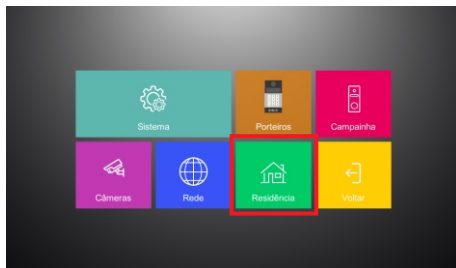 Sistema
Porteiros
Campainha
Câmeras
Rede
Residência
Voltar